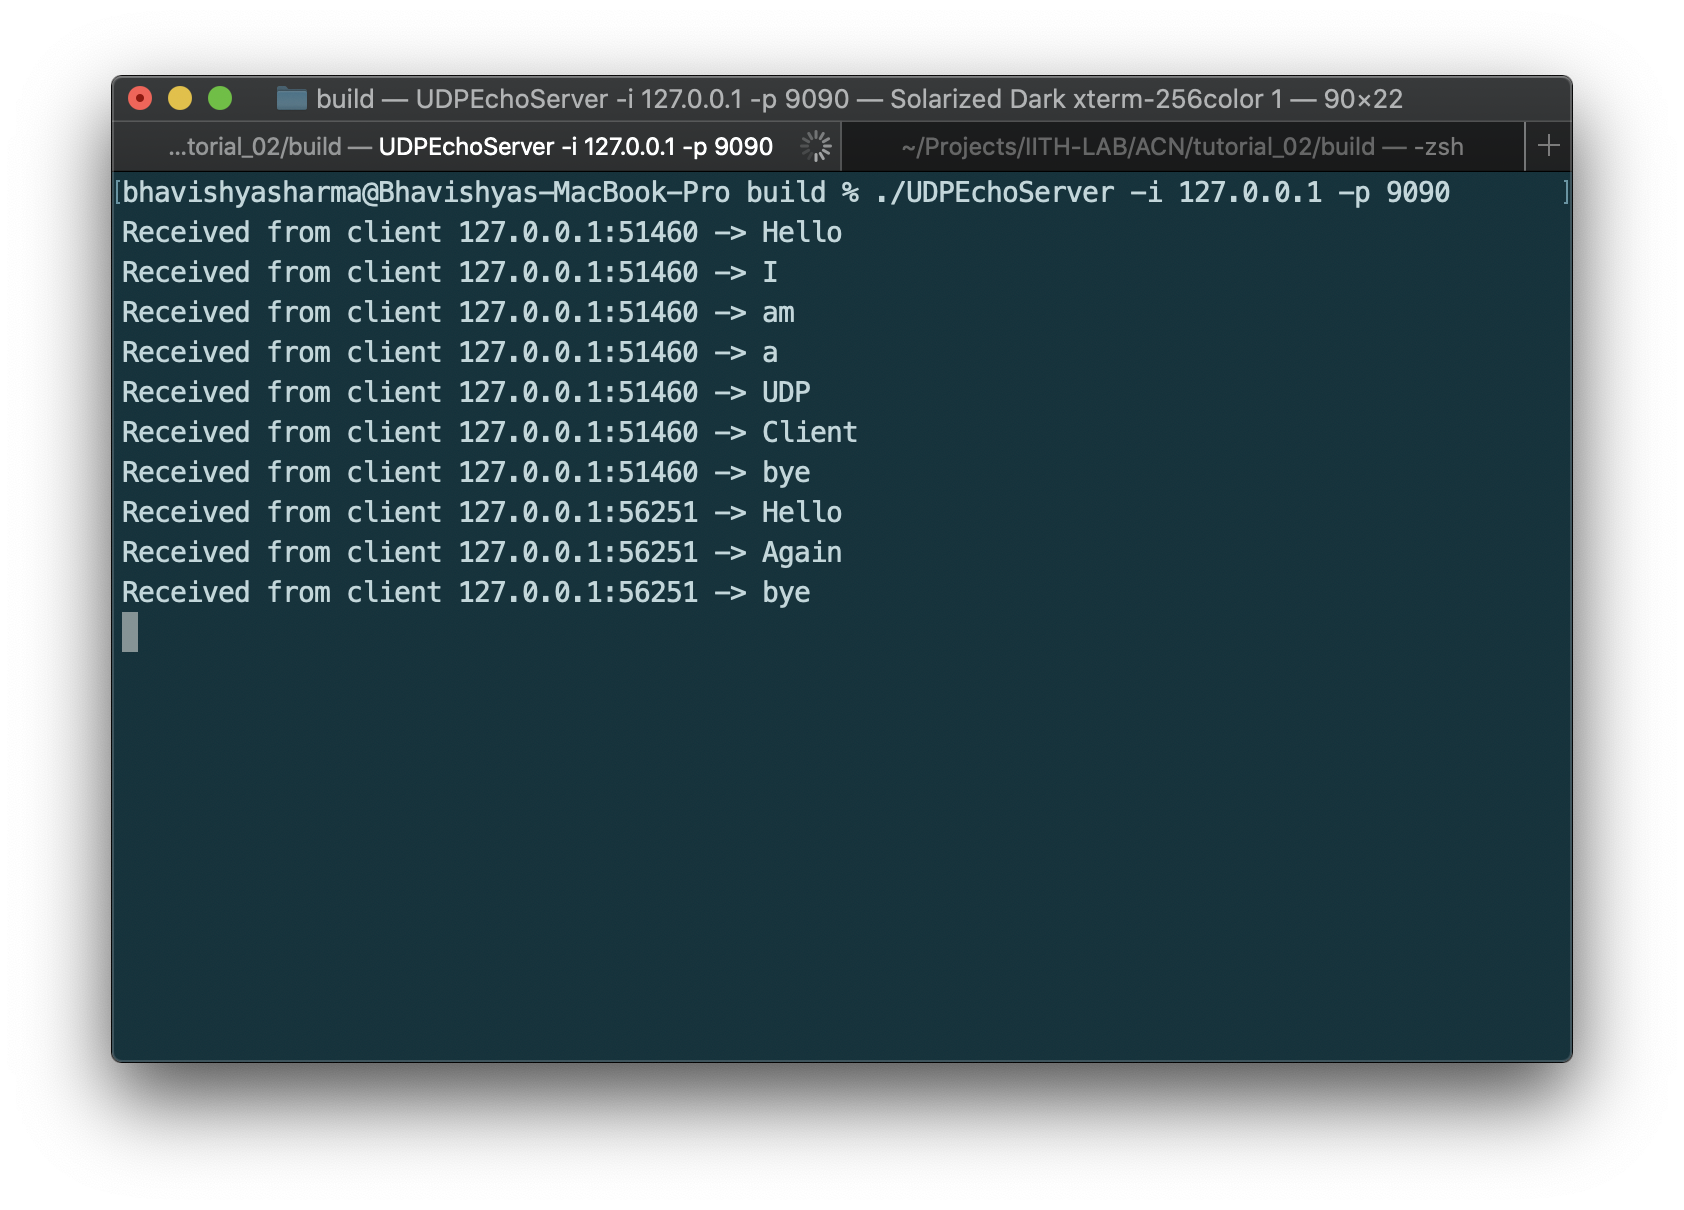 build — UDPEchoServer -i 127.0.0.1 -p 9090 — Solarized Dark xterm-256color 1 — 90×22
...torial_02/build — UDPEchoServer -i 127.0.0.1 -p 9090
~/Projects/IITH-LAB/ACN/tutorial_02/build — -zsh
[bhavishyasharma@Bhavishyas-MacBook-Pro build % ./UDPEchoServer -i 127.0.0.1 -p 9090 ]
Received from client 127.0.0.1:51460 -> Hello
Received from client 127.0.0.1:51460 -> I
Received from client 127.0.0.1:51460 -> am
Received from client 127.0.0.1:51460 -> a
Received from client 127.0.0.1:51460 -> UDP
Received from client 127.0.0.1:51460 -> Client
Received from client 127.0.0.1:51460 -> bye
Received from client 127.0.0.1:56251 -> Hello
Received from client 127.0.0.1:56251 -> Again
Received from client 127.0.0.1:56251 -> bye